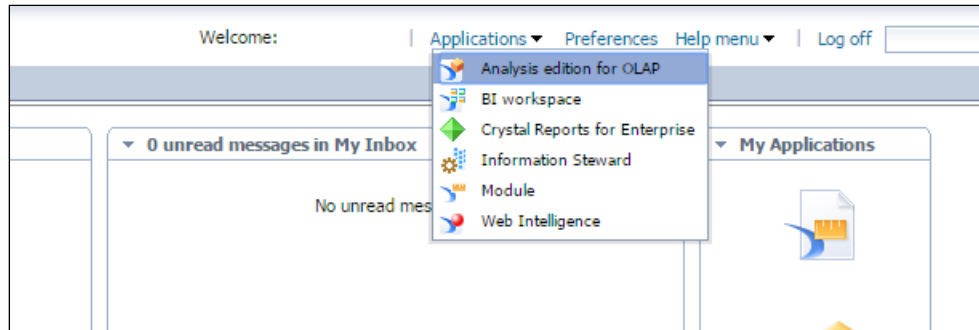 Welcome: | Applications Preferences Help menu | Log off
Analysis edition for OLAP
BI workspace
Crystal Reports for Enterprise
Information Steward
Module
Web Intelligence
0 unread messages in My Inbox
No unread mes
My Applications